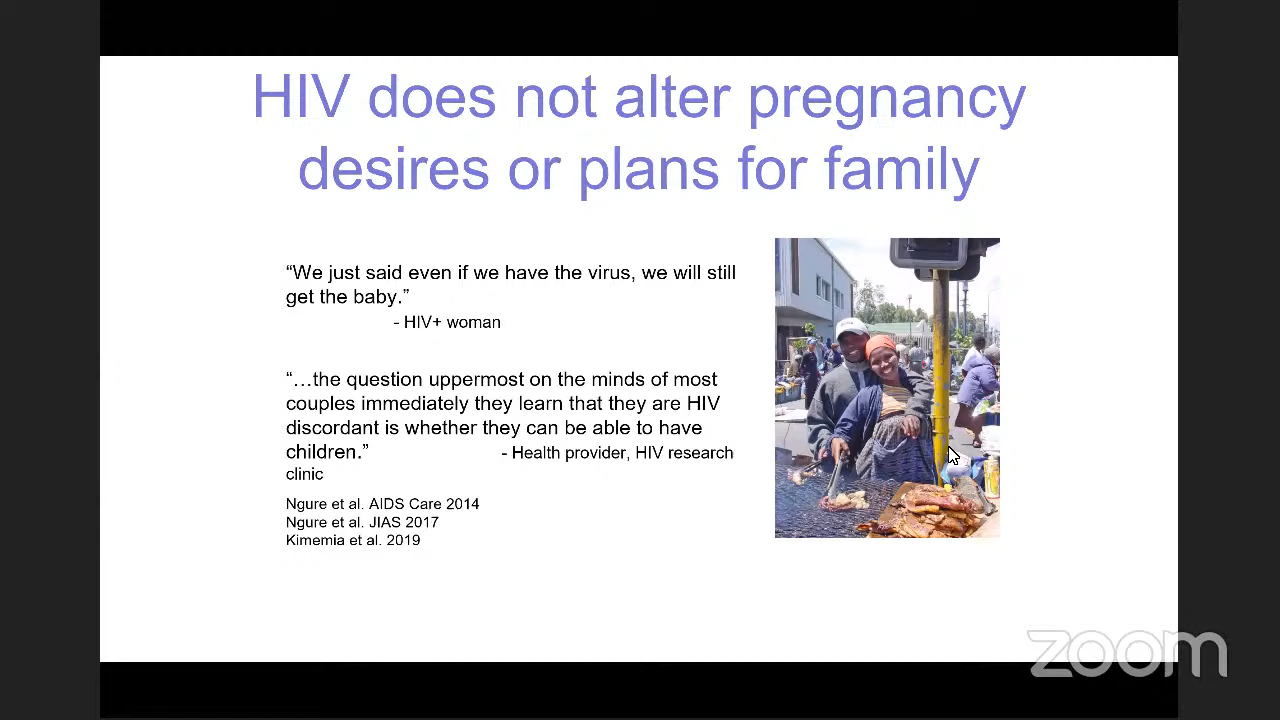 HIV does not alter pregnancy
desires or plans for family
“We just said even if we have the virus, we will still
get the baby.”
- HIV+ woman
“…the question uppermost on the minds of most
couples immediately they learn that they are HIV
discordant is whether they can be able to have
children.” - Health provider, HIV research
clinic
Ngure et al. AIDS Care 2014
Ngure et al. JIAS 2017
Kimemia et al. 2019
zoom